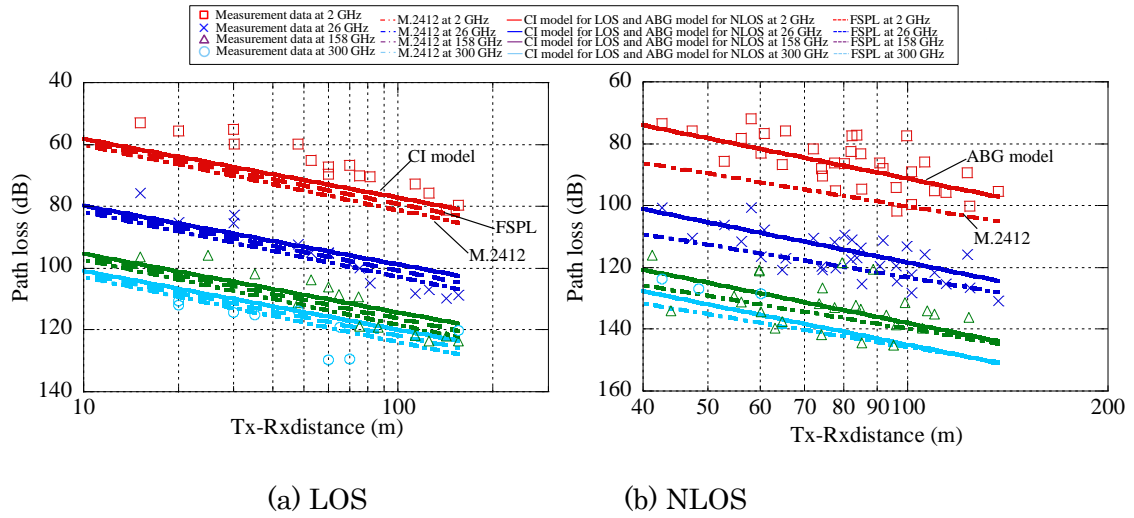 Measurement data at 2 GHz M.2412 at 2 GHz CI model for LOS and ABG model for NLOS at 2 GHz FSPL at 2 GHz
Measurement data at 26 GHz M.2412 at 26 GHz CI model for LOS and ABG model for NLOS at 26 GHz FSPL at 26 GHz
Measurement data at 158 GHz M.2412 at 158 GHz CI model for LOS and ABG model for NLOS at 158 GHz FSPL at 158 GHz
Measurement data at 300 GHz M.2412 at 300 GHz CI model for LOS and ABG model for NLOS at 300 GHz FSPL at 300 GHz
Path loss (dB)
40
60
80
100
120
140
CI model
FSPL
M.2412
10 100
Tx-Rxdistance (m)
(a) LOS
Path loss (dB)
60
80
100
120
140
160
ABG model
M.2412
40 50 60 70 80 90 100 200
Tx-Rxdistance (m)
(b) NLOS